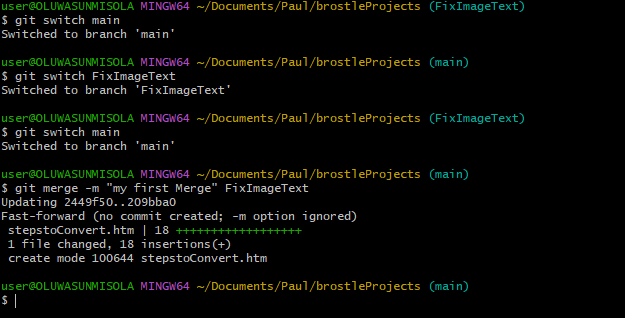 user@OLUWASUNMISOLA MINGW64 ~/Documents/Paul/brostleProjects (FixImageText)
$ git switch main
Switched to branch 'main'
user@OLUWASUNMISOLA MINGW64 ~/Documents/Paul/brostleProjects (main)
$ git switch FixImageText
Switched to branch 'FixImageText'
user@OLUWASUNMISOLA MINGW64 ~/Documents/Paul/brostleProjects (FixImageText)
$ git switch main
Switched to branch 'main'
user@OLUWASUNMISOLA MINGW64 ~/Documents/Paul/brostleProjects (main)
$ git merge -m "my first Merge" FixImageText
Updating 2449f50..209bba0
Fast-forward (no commit created; -m option ignored)
 stepstoConvert.htm | 18 ++++++++++++++++++
 1 file changed, 18 insertions(+)
 create mode 100644 stepstoConvert.htm
user@OLUWASUNMISOLA MINGW64 ~/Documents/Paul/brostleProjects (main)
$